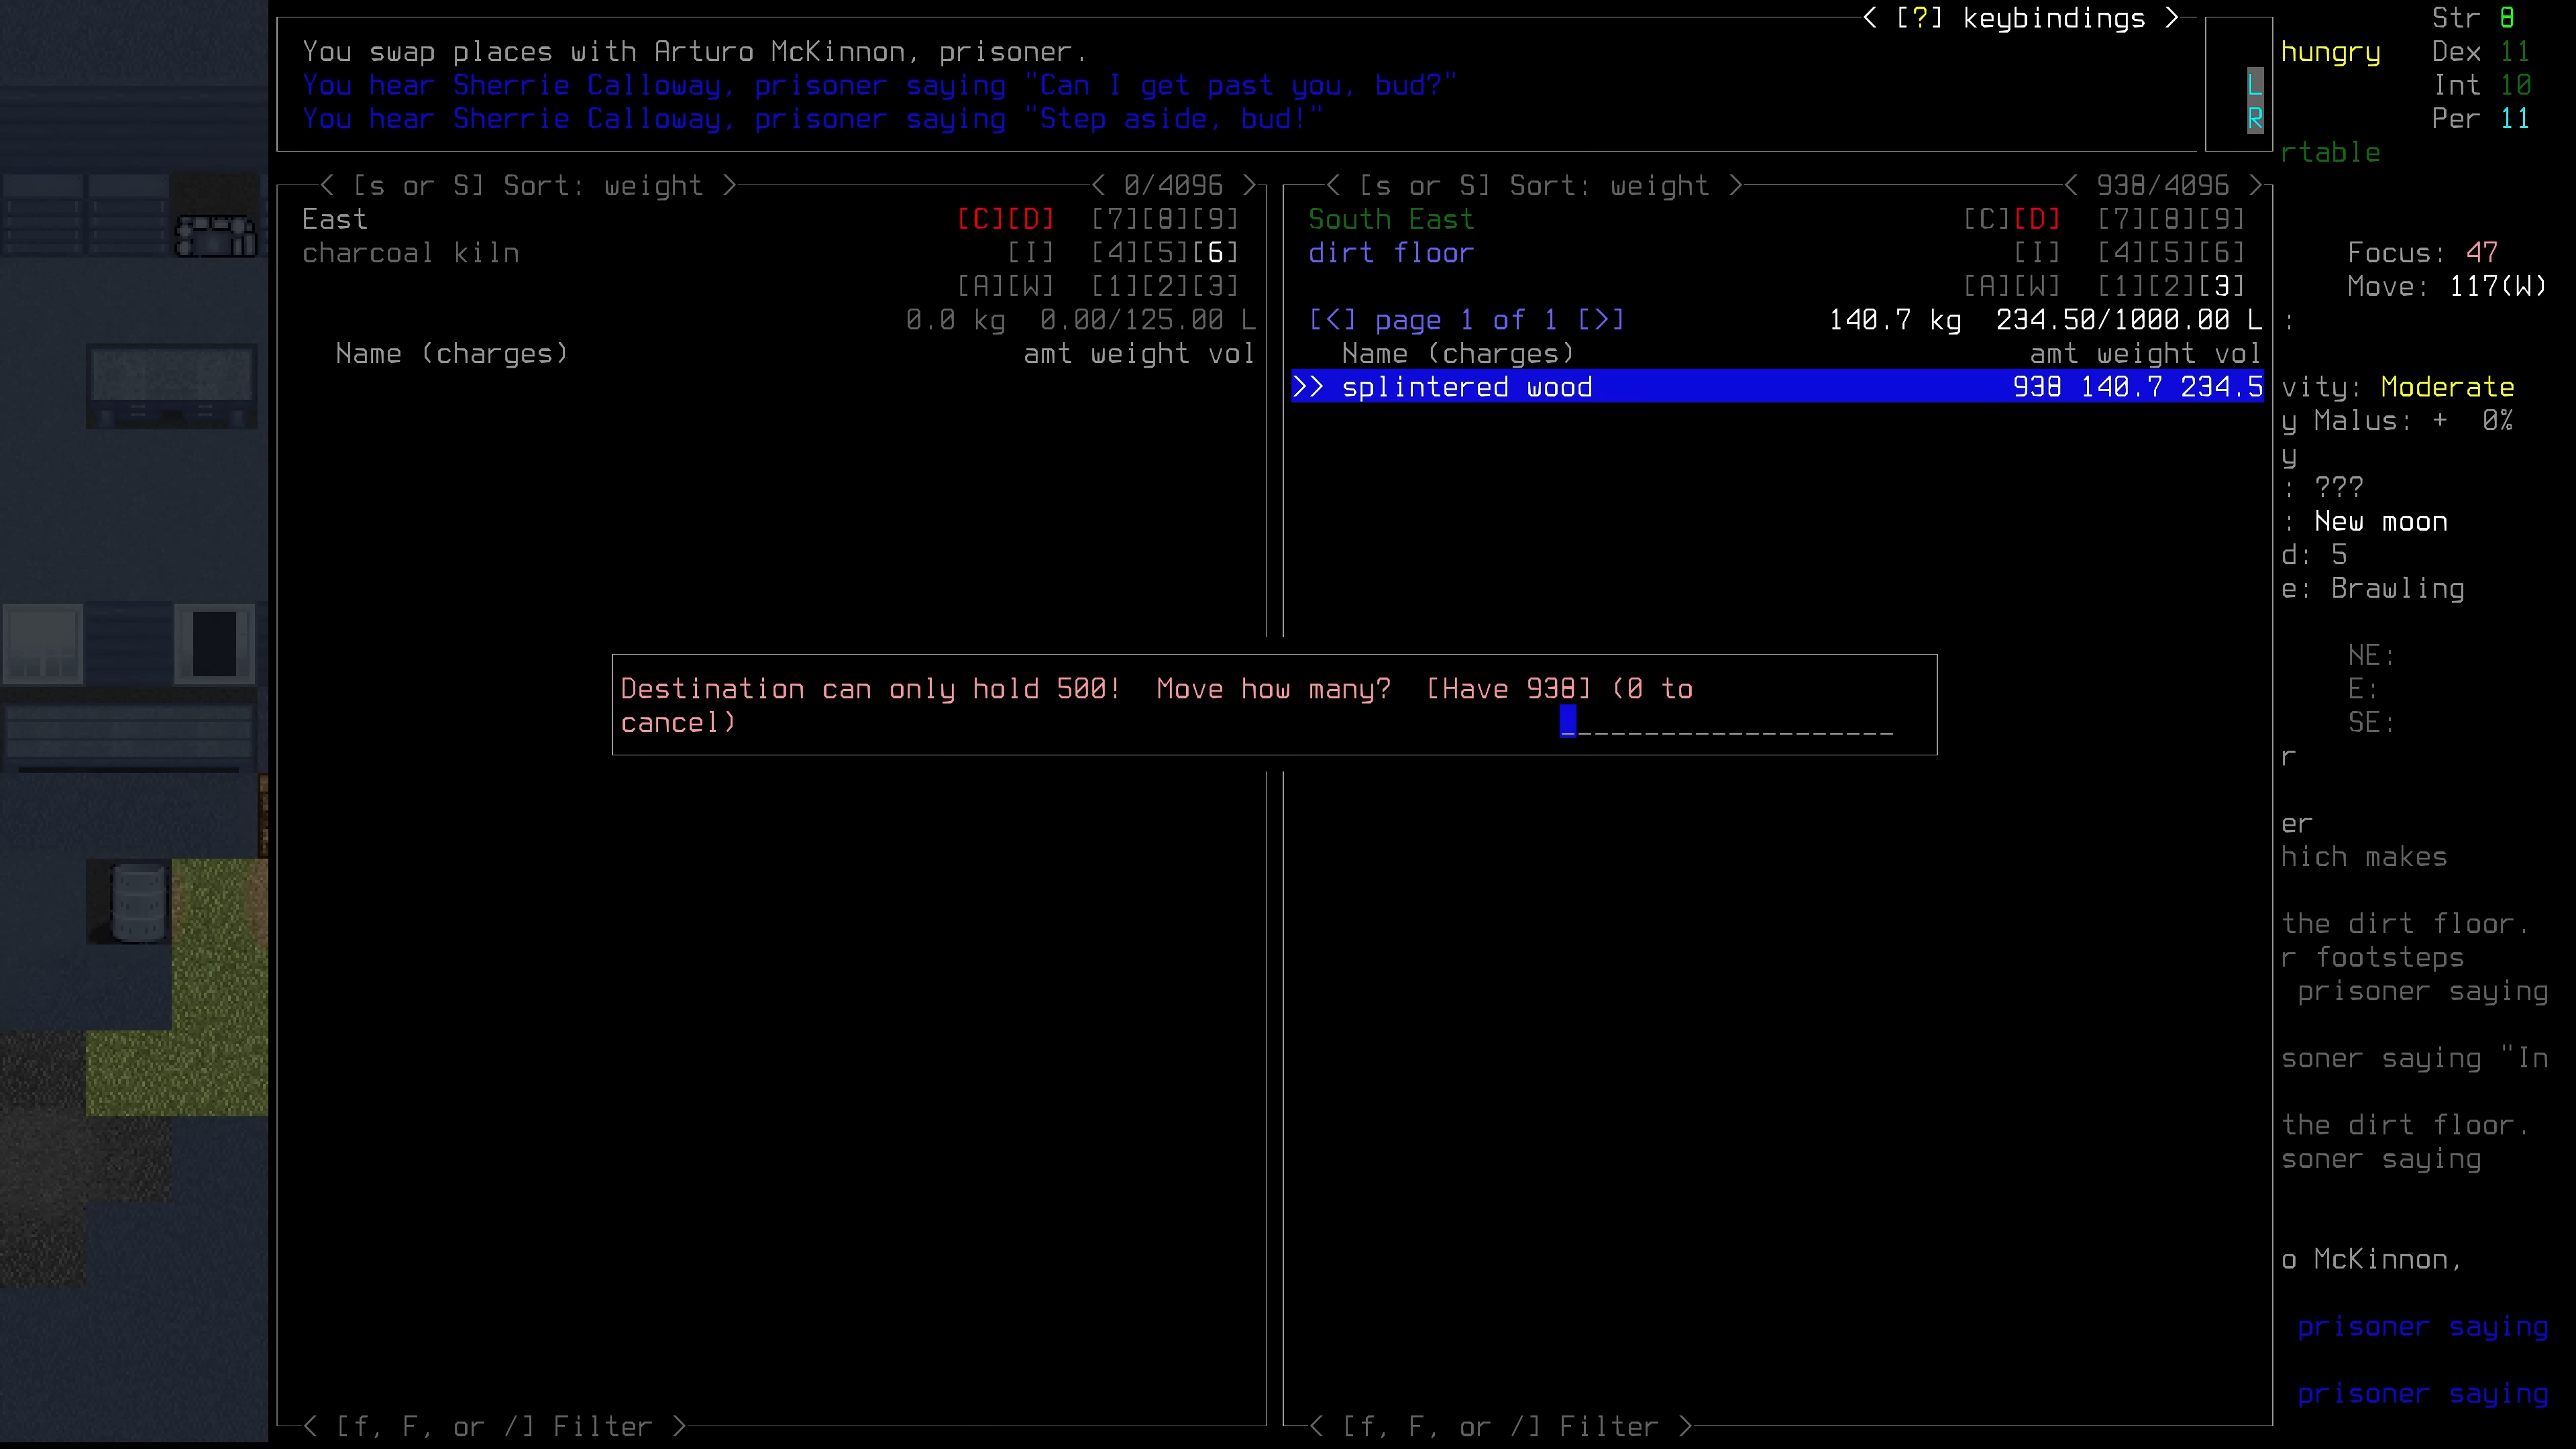 < [?] keybindings >
You swap places with Arturo McKinnon, prisoner.
You hear Sherrie Calloway, prisoner saying "Can I get past you, bud?"
You hear Sherrie Calloway, prisoner saying "Step aside, bud!"
L
R
< [s or S] Sort: weight > < 0/4096 >
East [C][D] [7][8][9]
charcoal kiln [I] [4][5][6]
[A][W] [1][2][3]
0.0 kg 0.00/125.00 L
Name (charges) amt weight vol
< [f, F, or /] Filter >
< [s or S] Sort: weight > < 938/4096 >
South East [C][D] [7][8][9]
dirt floor [I] [4][5][6]
[A][W] [1][2][3]
[<] page 1 of 1 [>] 140.7 kg 234.50/1000.00 L
Name (charges) amt weight vol
>> splintered wood 938 140.7 234.5
< [f, F, or /] Filter >
Destination can only hold 500! Move how many? [Have 938] (0 to
cancel) ____________________
Str 8
hungry Dex 11
Int 10
Per 11
rtable
Focus: 47
Move: 117(W)
:
vity: Moderate
y Malus: + 0%
y
: ???
: New moon
d: 5
e: Brawling
NE:
E:
SE:
r
er
hich makes
the dirt floor.
r footsteps
prisoner saying
soner saying "In
the dirt floor.
soner saying
o McKinnon,
prisoner saying
prisoner saying